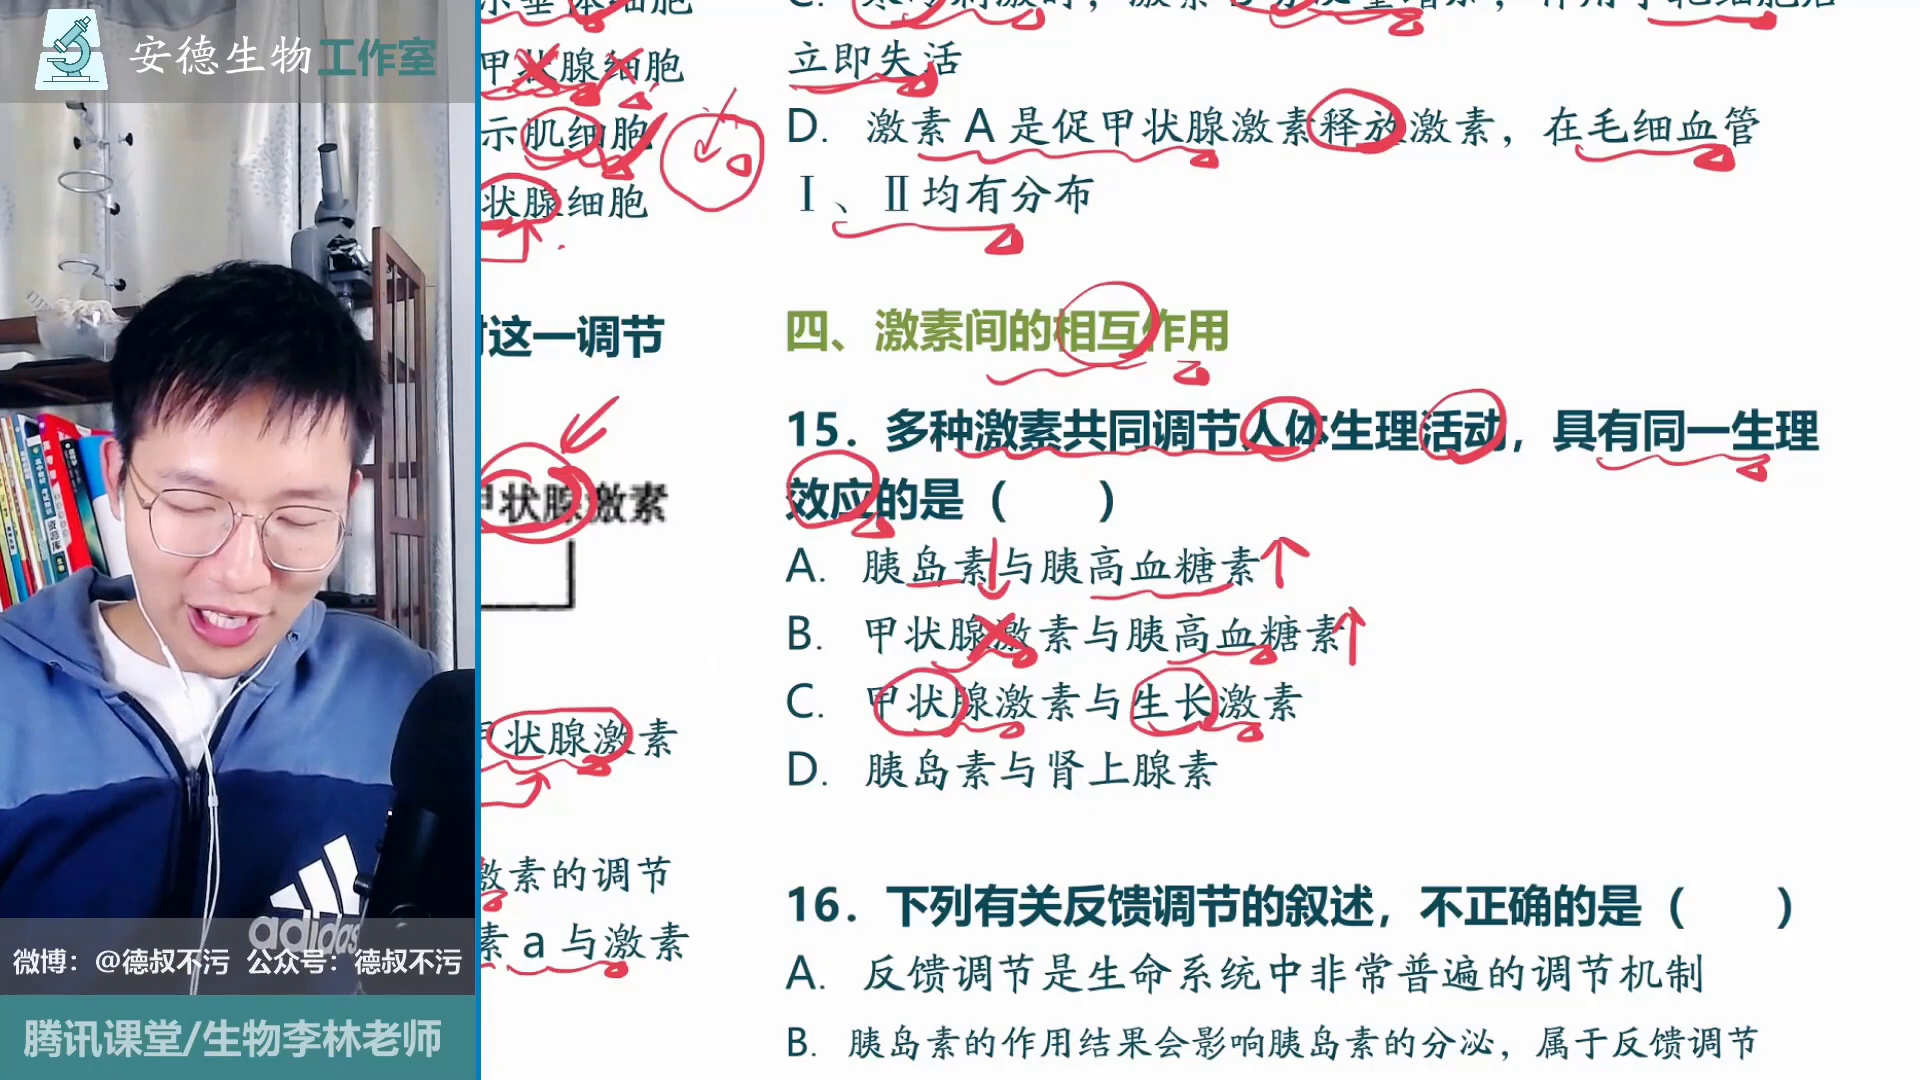 安德生物工作室
甲状腺细胞
示肌细胞
状腺细胞
这一调节
状腺激素
状腺激素
激素的调节
素 a 与激素
立即失活
D. 激素 A 是促甲状腺激素释放激素，在毛细血管
Ⅰ、Ⅱ均有分布
四、激素间的相互作用
15. 多种激素共同调节人体生理活动，具有同一生理
效应的是（　　）
A. 胰岛素与胰高血糖素
B. 甲状腺激素与胰高血糖素
C. 甲状腺激素与生长激素
D. 胰岛素与肾上腺素
16. 下列有关反馈调节的叙述，不正确的是（　　）
A. 反馈调节是生命系统中非常普遍的调节机制
B. 胰岛素的作用结果会影响胰岛素的分泌，属于反馈调节
adidas
微博：@德叔不污 公众号：德叔不污
腾讯课堂/生物李林老师